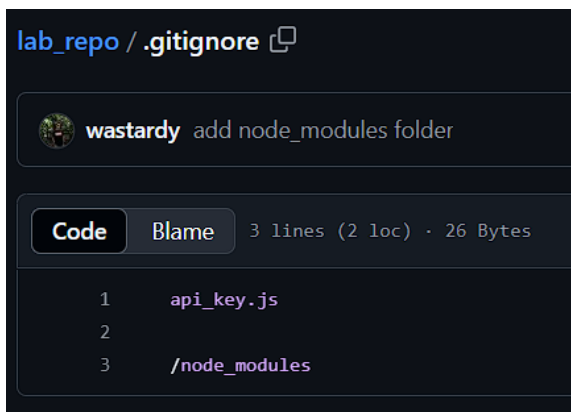 lab_repo / .gitignore
wastardy add node_modules folder
Code Blame 3 lines (2 loc) · 26 Bytes
1 api_key.js
2
3 /node_modules